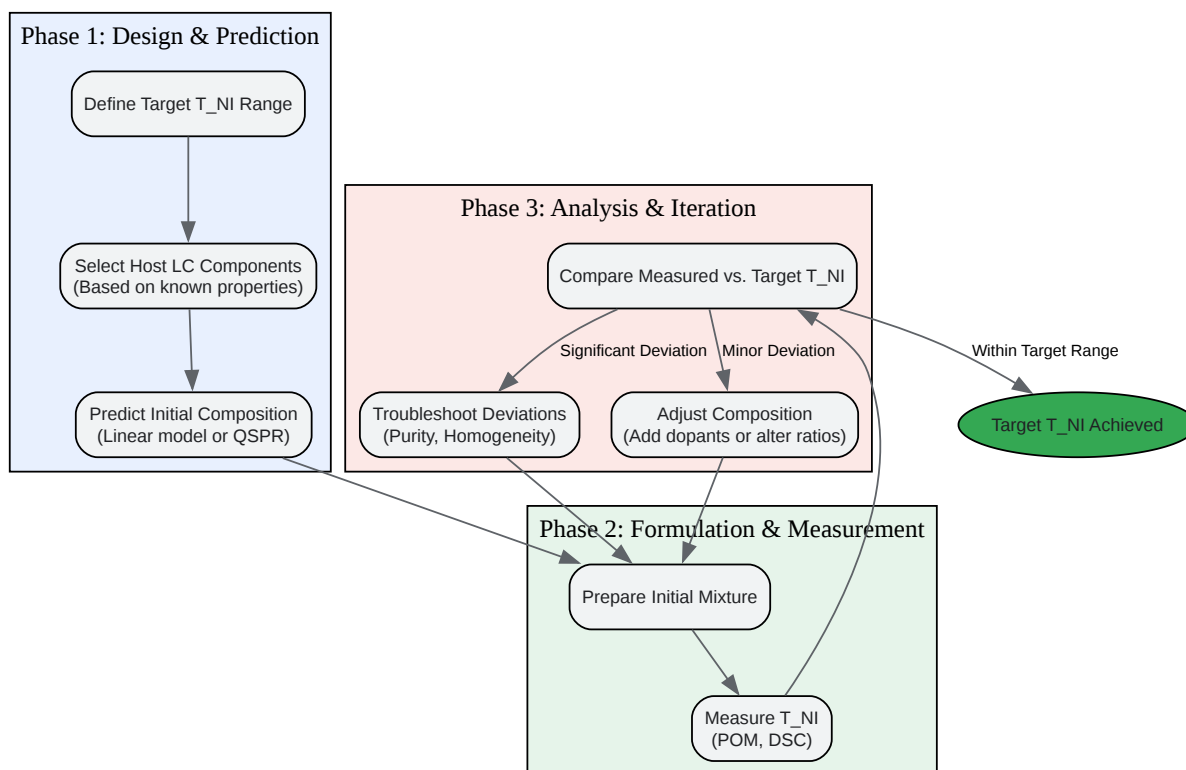 Phase 1: Design & Prediction
Define Target T_NI Range
Select Host LC Components
(Based on known properties)
Predict Initial Composition
(Linear model or QSPR)
Phase 3: Analysis & Iteration
Compare Measured vs. Target T_NI
Significant Deviation
Minor Deviation
Within Target Range
Troubleshoot Deviations
(Purity, Homogeneity)
Adjust Composition
(Add dopants or alter ratios)
Target T_NI Achieved
Phase 2: Formulation & Measurement
Prepare Initial Mixture
Measure T_NI
(POM, DSC)